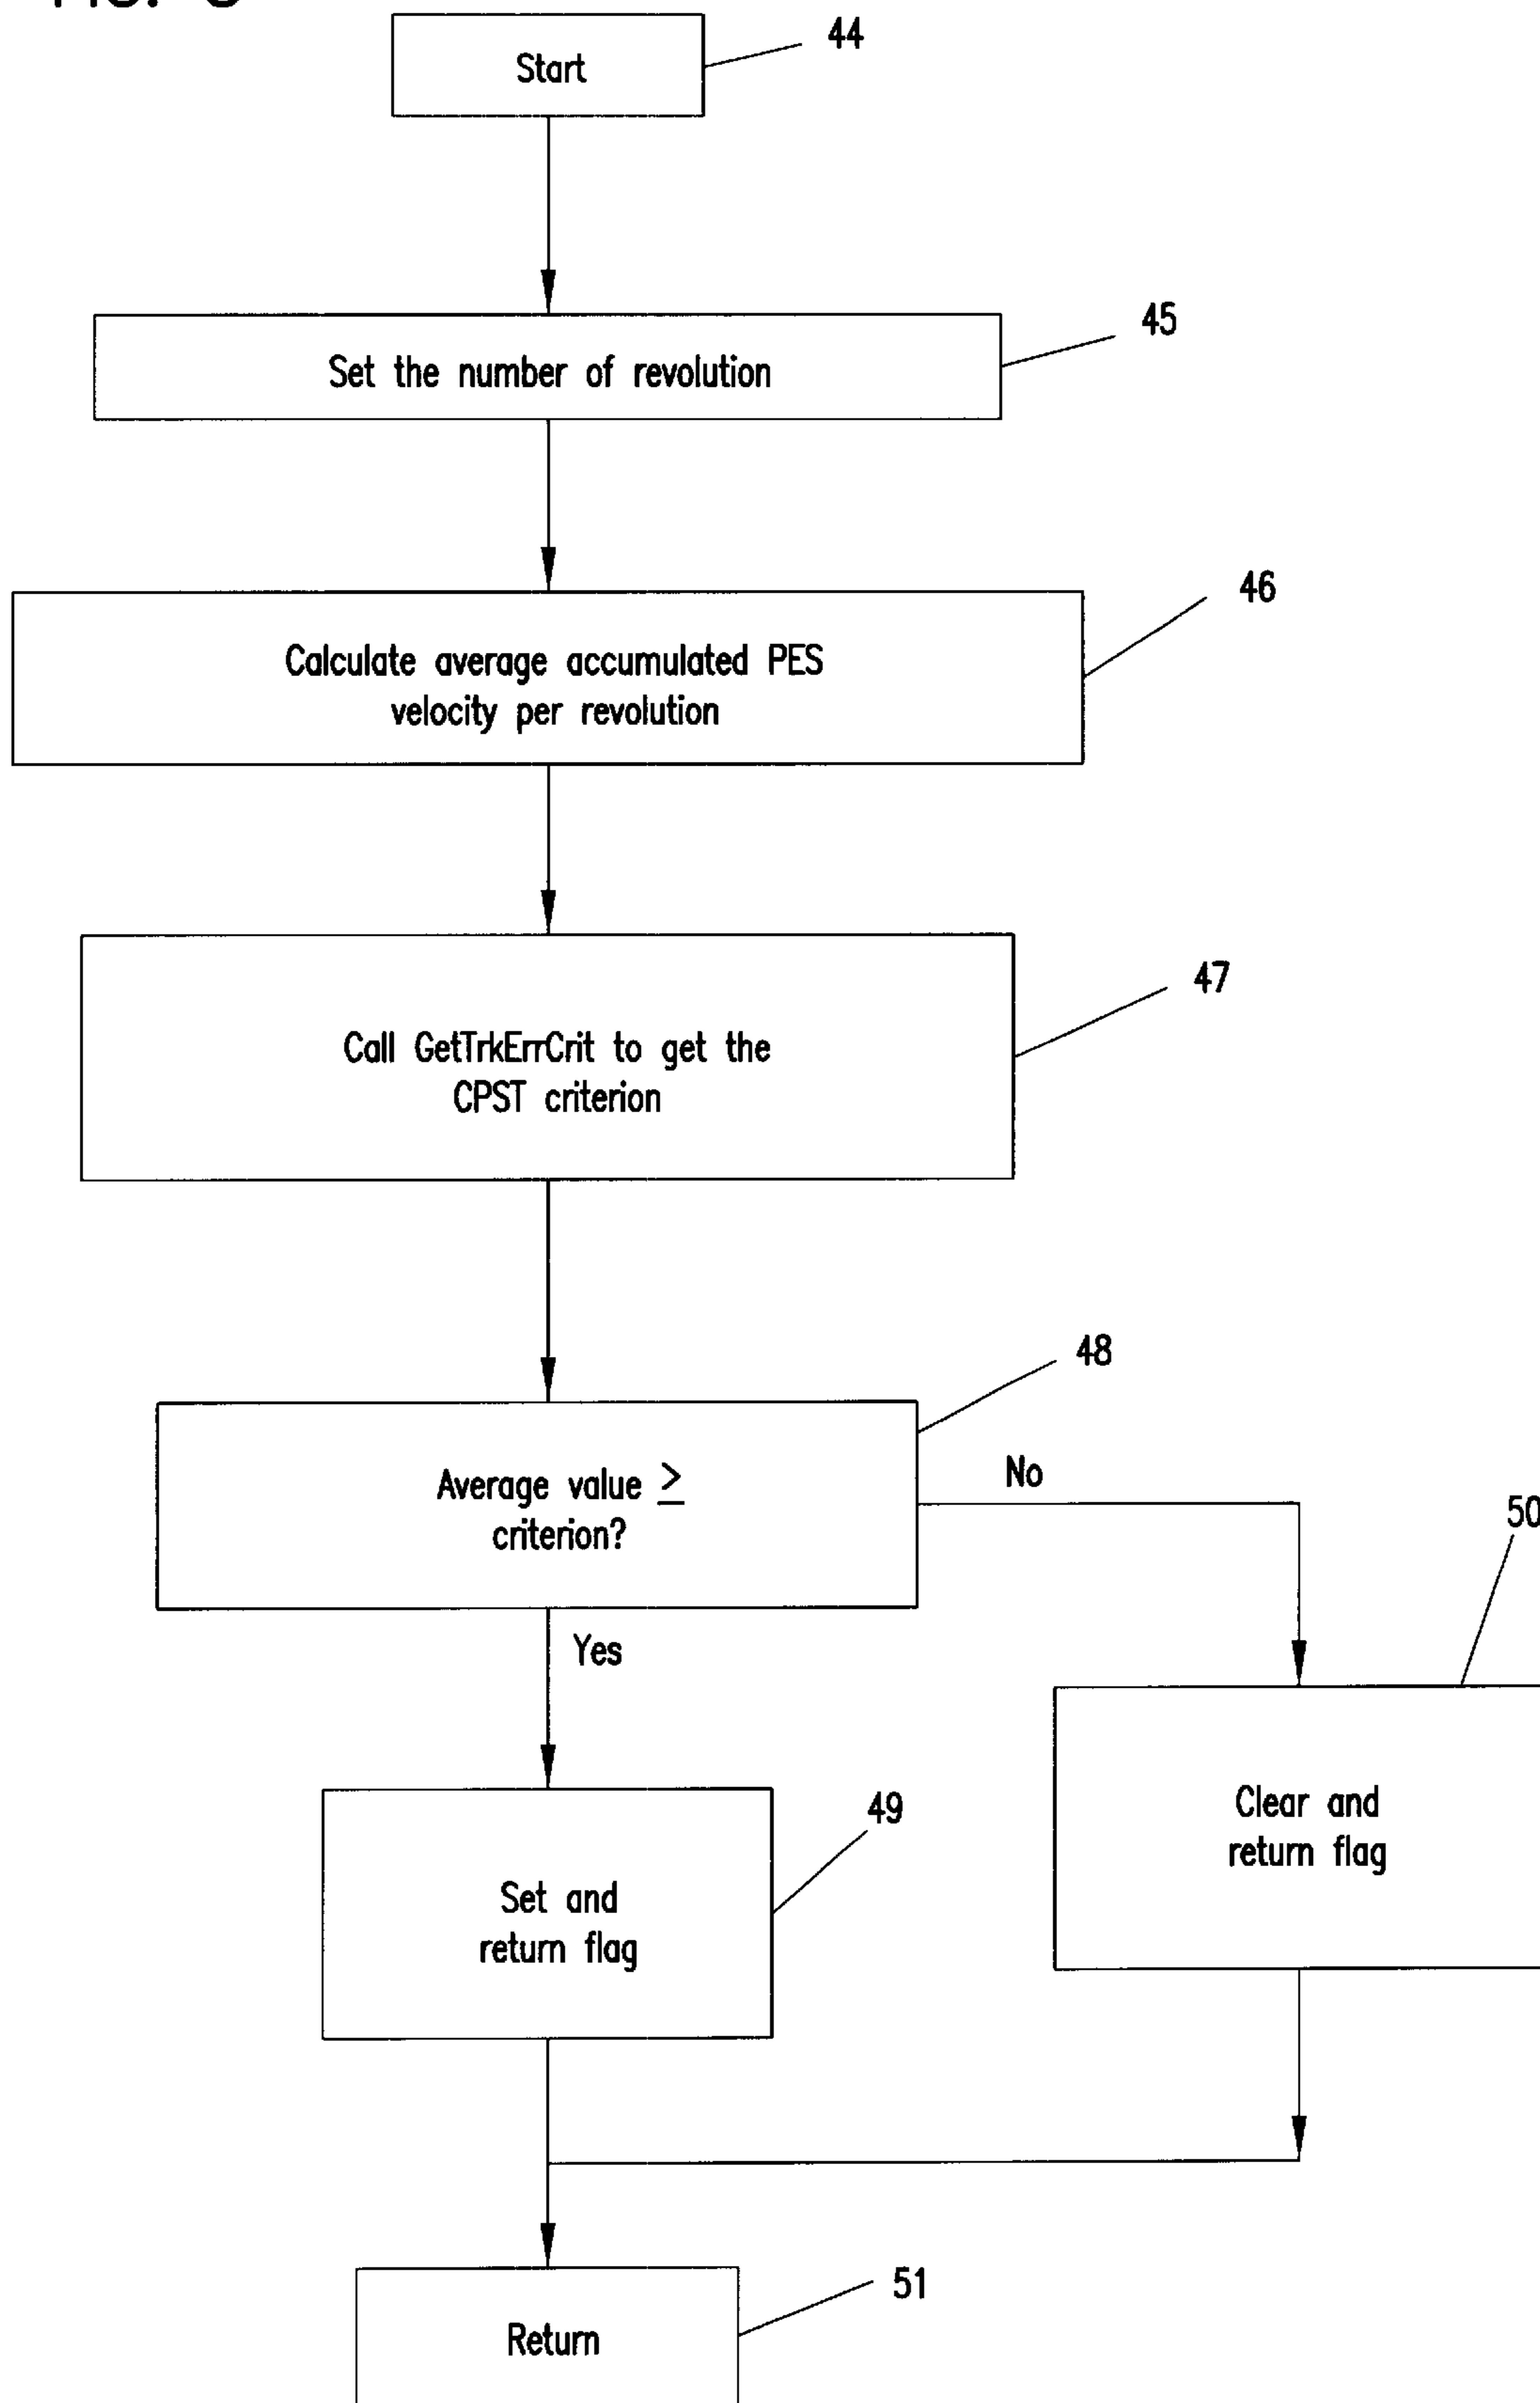 Start
44
Set the number of revolution
45
46
Calculate average accumulated PES
velocity per revolution
47
Call GetTrkErrCrit to get the
CPST criterion
48
Average value ≥
criterion?
No
50
Yes
49
Clear and
return flag
Set and
return flag
51
Return